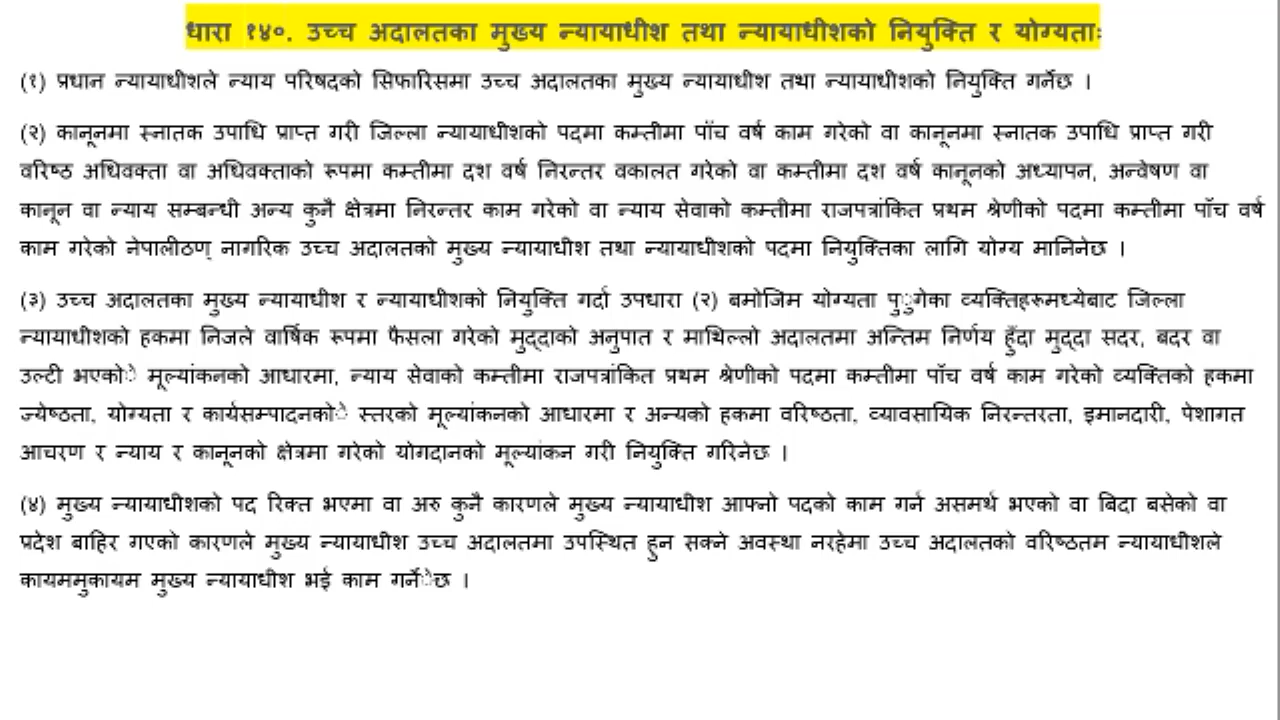 धारा १४०. उच्च अदालतका मुख्य न्यायाधीश तथा न्यायाधीशको नियुक्ति र योग्यताः
(१) प्रधान न्यायाधीशले न्याय परिषदको सिफारिसमा उच्च अदालतका मुख्य न्यायाधीश तथा न्यायाधीशको नियुक्ति गर्नेछ ।
(२) कानूनमा स्नातक उपाधि प्राप्त गरी जिल्ला न्यायाधीशको पदमा कम्तीमा पाँच वर्ष काम गरेको वा कानूनमा स्नातक उपाधि प्राप्त गरी
वरिष्ठ अधिवक्ता वा अधिवक्ताको रूपमा कम्तीमा दश वर्ष निरन्तर वकालत गरेको वा कम्तीमा दश वर्ष कानूनको अध्यापन, अन्वेषण वा
कानून वा न्याय सम्बन्धी अन्य कुनै क्षेत्रमा निरन्तर काम गरेको वा न्याय सेवाको कम्तीमा राजपत्रांकित प्रथम श्रेणीको पदमा कम्तीमा पाँच वर्ष
काम गरेको नेपालीठण् नागरिक उच्च अदालतको मुख्य न्यायाधीश तथा न्यायाधीशको पदमा नियुक्तिका लागि योग्य मानिनेछ ।
(३) उच्च अदालतका मुख्य न्यायाधीश र न्यायाधीशको नियुक्ति गर्दा उपधारा (२) बमोजिम योग्यता पुुगेका व्यक्तिहरूमध्येबाट जिल्ला
न्यायाधीशको हकमा निजले वार्षिक रूपमा फैसला गरेको मुद्दाको अनुपात र माथिल्लो अदालतमा अन्तिम निर्णय हुँदा मुद्दा सदर, बदर वा
उल्टी भएकोे मूल्यांकनको आधारमा, न्याय सेवाको कम्तीमा राजपत्रांकित प्रथम श्रेणीको पदमा कम्तीमा पाँच वर्ष काम गरेको व्यक्तिको हकमा
ज्येष्ठता, योग्यता र कार्यसम्पादनकोे स्तरको मूल्यांकनको आधारमा र अन्यको हकमा वरिष्ठता, व्यावसायिक निरन्तरता, इमानदारी, पेशागत
आचरण र न्याय र कानूनको क्षेत्रमा गरेको योगदानको मूल्यांकन गरी नियुक्ति गरिनेछ ।
(४) मुख्य न्यायाधीशको पद रिक्त भएमा वा अरु कुनै कारणले मुख्य न्यायाधीश आफ्नो पदको काम गर्न असमर्थ भएको वा बिदा बसेको वा
प्रदेश बाहिर गएको कारणले मुख्य न्यायाधीश उच्च अदालतमा उपस्थित हुन सक्ने अवस्था नरहेमा उच्च अदालतको वरिष्ठतम न्यायाधीशले
कायममुकायम मुख्य न्यायाधीश भई काम गर्नेेछ ।